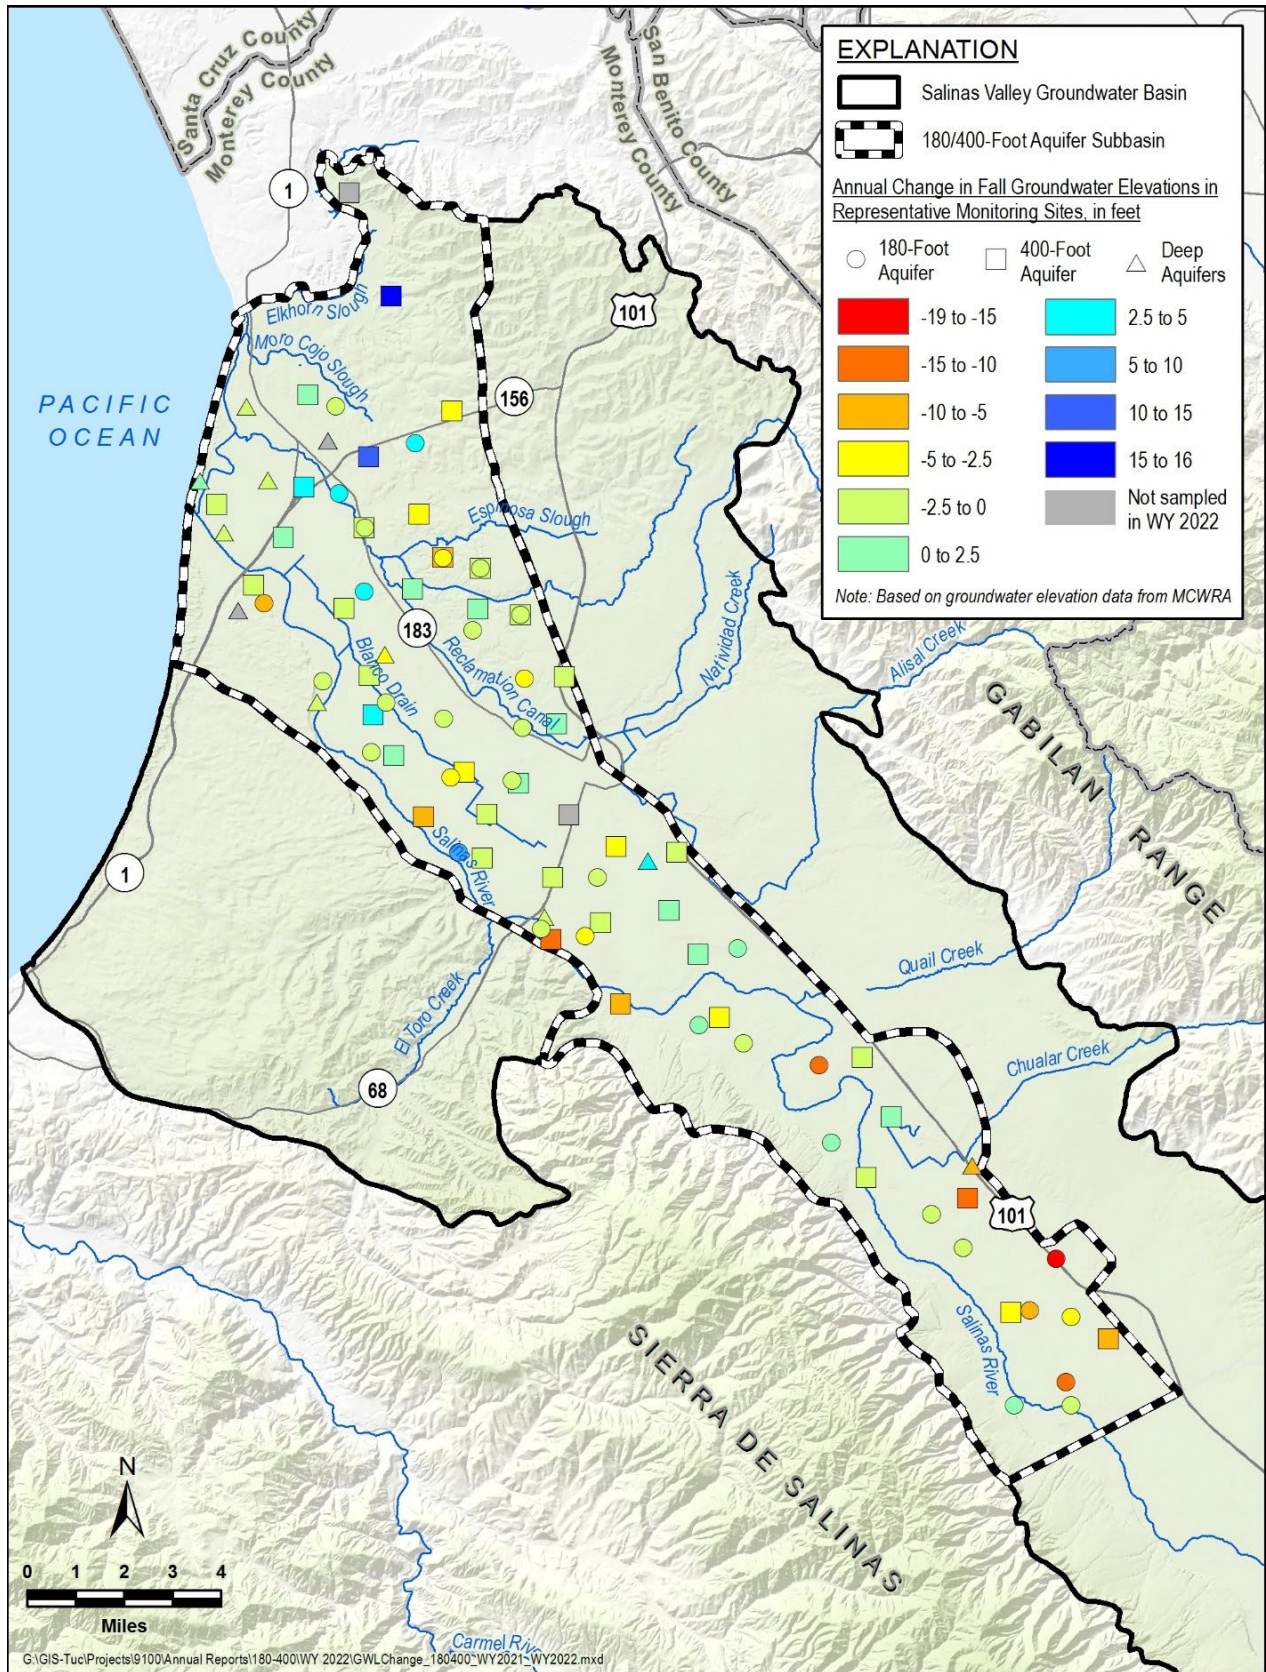 Santa Cruz County
Monterey County
San Benito County
Monterey County
EXPLANATION
Salinas Valley Groundwater Basin
180/400-Foot Aquifer Subbasin
Annual Change in Fall Groundwater Elevations in
Representative Monitoring Sites, in feet
180-Foot
Aquifer
400-Foot
Aquifer
Deep
Aquifers
-19 to -15
2.5 to 5
-15 to -10
5 to 10
-10 to -5
10 to 15
-5 to -2.5
15 to 16
-2.5 to 0
Not sampled
in WY 2022
0 to 2.5
Note: Based on groundwater elevation data from MCWRA
1
101
Elkhorn Slough
Moro Cojo Slough
156
PACIFIC
OCEAN
Espinosa Slough
183
Natividad Creek
Alisal Creek
Blanco Drain
Reclamation Canal
GABILAN
RANGE
Salinas River
1
Quail Creek
El Toro Creek
68
Chualar Creek
101
Salinas River
SIERRA DE SALINAS
N
0 1 2 3 4
Miles
Carmel Rive
G:\GIS-Tuc\Projects\9100\Annual Reports\180-400\WY 2022\GWLChange_180400_WY2021_WY2022.mxd